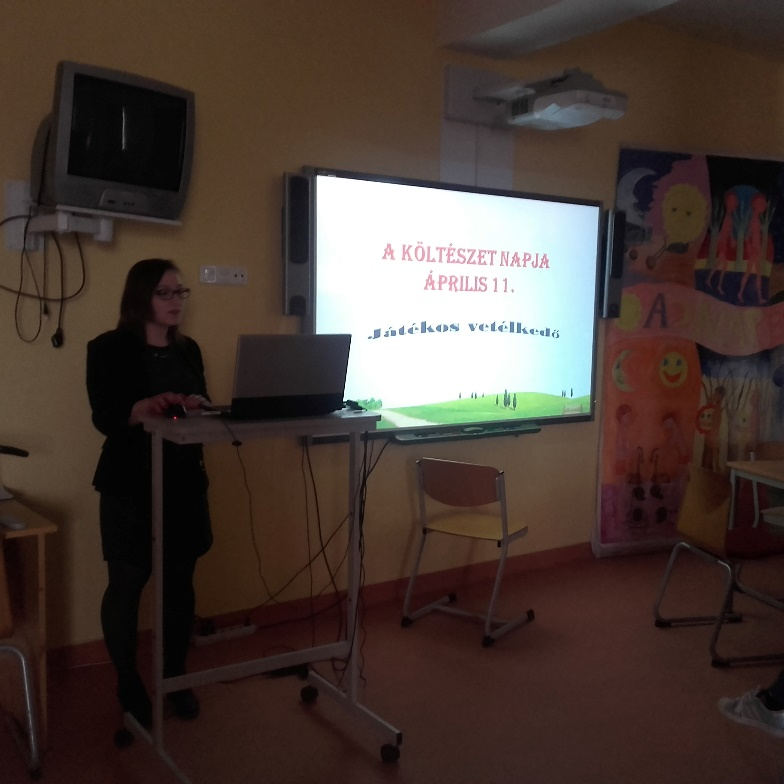 A KÖLTÉSZET NAPJA
ÁPRILIS 11.
Játékos vetélkedő